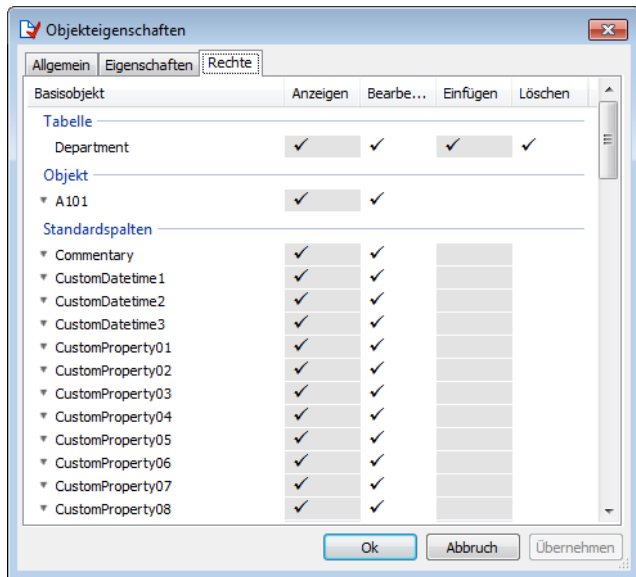 Objekteigenschaften
Allgemein Eigenschaften Rechte
Basisobjekt Anzeigen Bearbe... Einfügen Löschen
Tabelle
Department ✓ ✓ ✓ ✓
Objekt
A101 ✓ ✓
Standardspalten
Commentary ✓ ✓
CustomDatetime1 ✓ ✓
CustomDatetime2 ✓ ✓
CustomDatetime3 ✓ ✓
CustomProperty01 ✓ ✓
CustomProperty02 ✓ ✓
CustomProperty03 ✓ ✓
CustomProperty04 ✓ ✓
CustomProperty05 ✓ ✓
CustomProperty06 ✓ ✓
CustomProperty07 ✓ ✓
CustomProperty08 ✓ ✓
Ok Abbruch Übernehmen